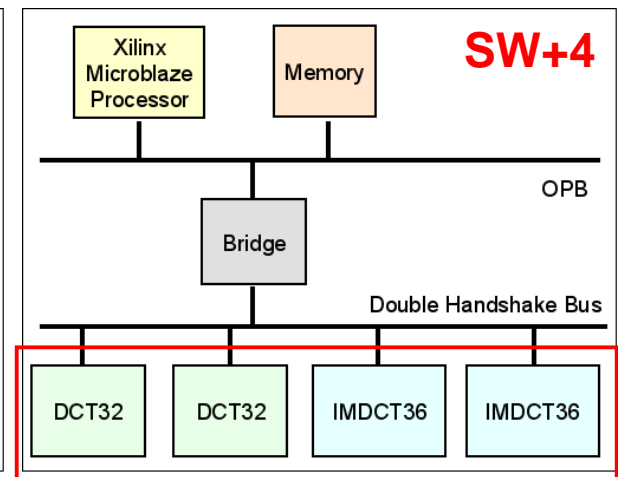 SW+4
Xilinx
Microblaze
Processor
Memory
OPB
Bridge
Double Handshake Bus
DCT32
DCT32
IMDCT36
IMDCT36